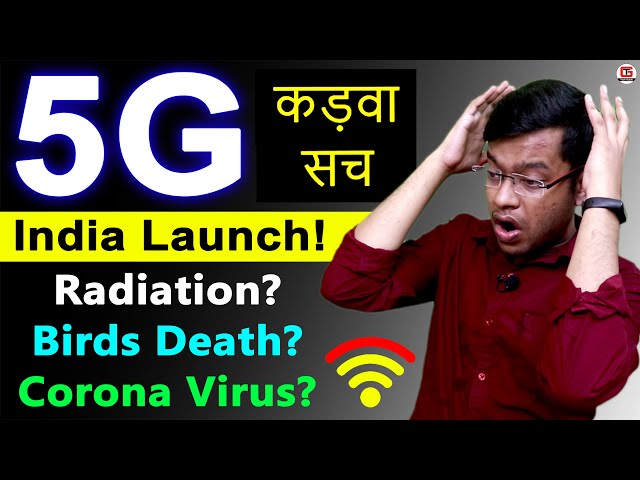 5G
कड़वा
सच
India Launch!
Radiation?
Birds Death?
Corona Virus?